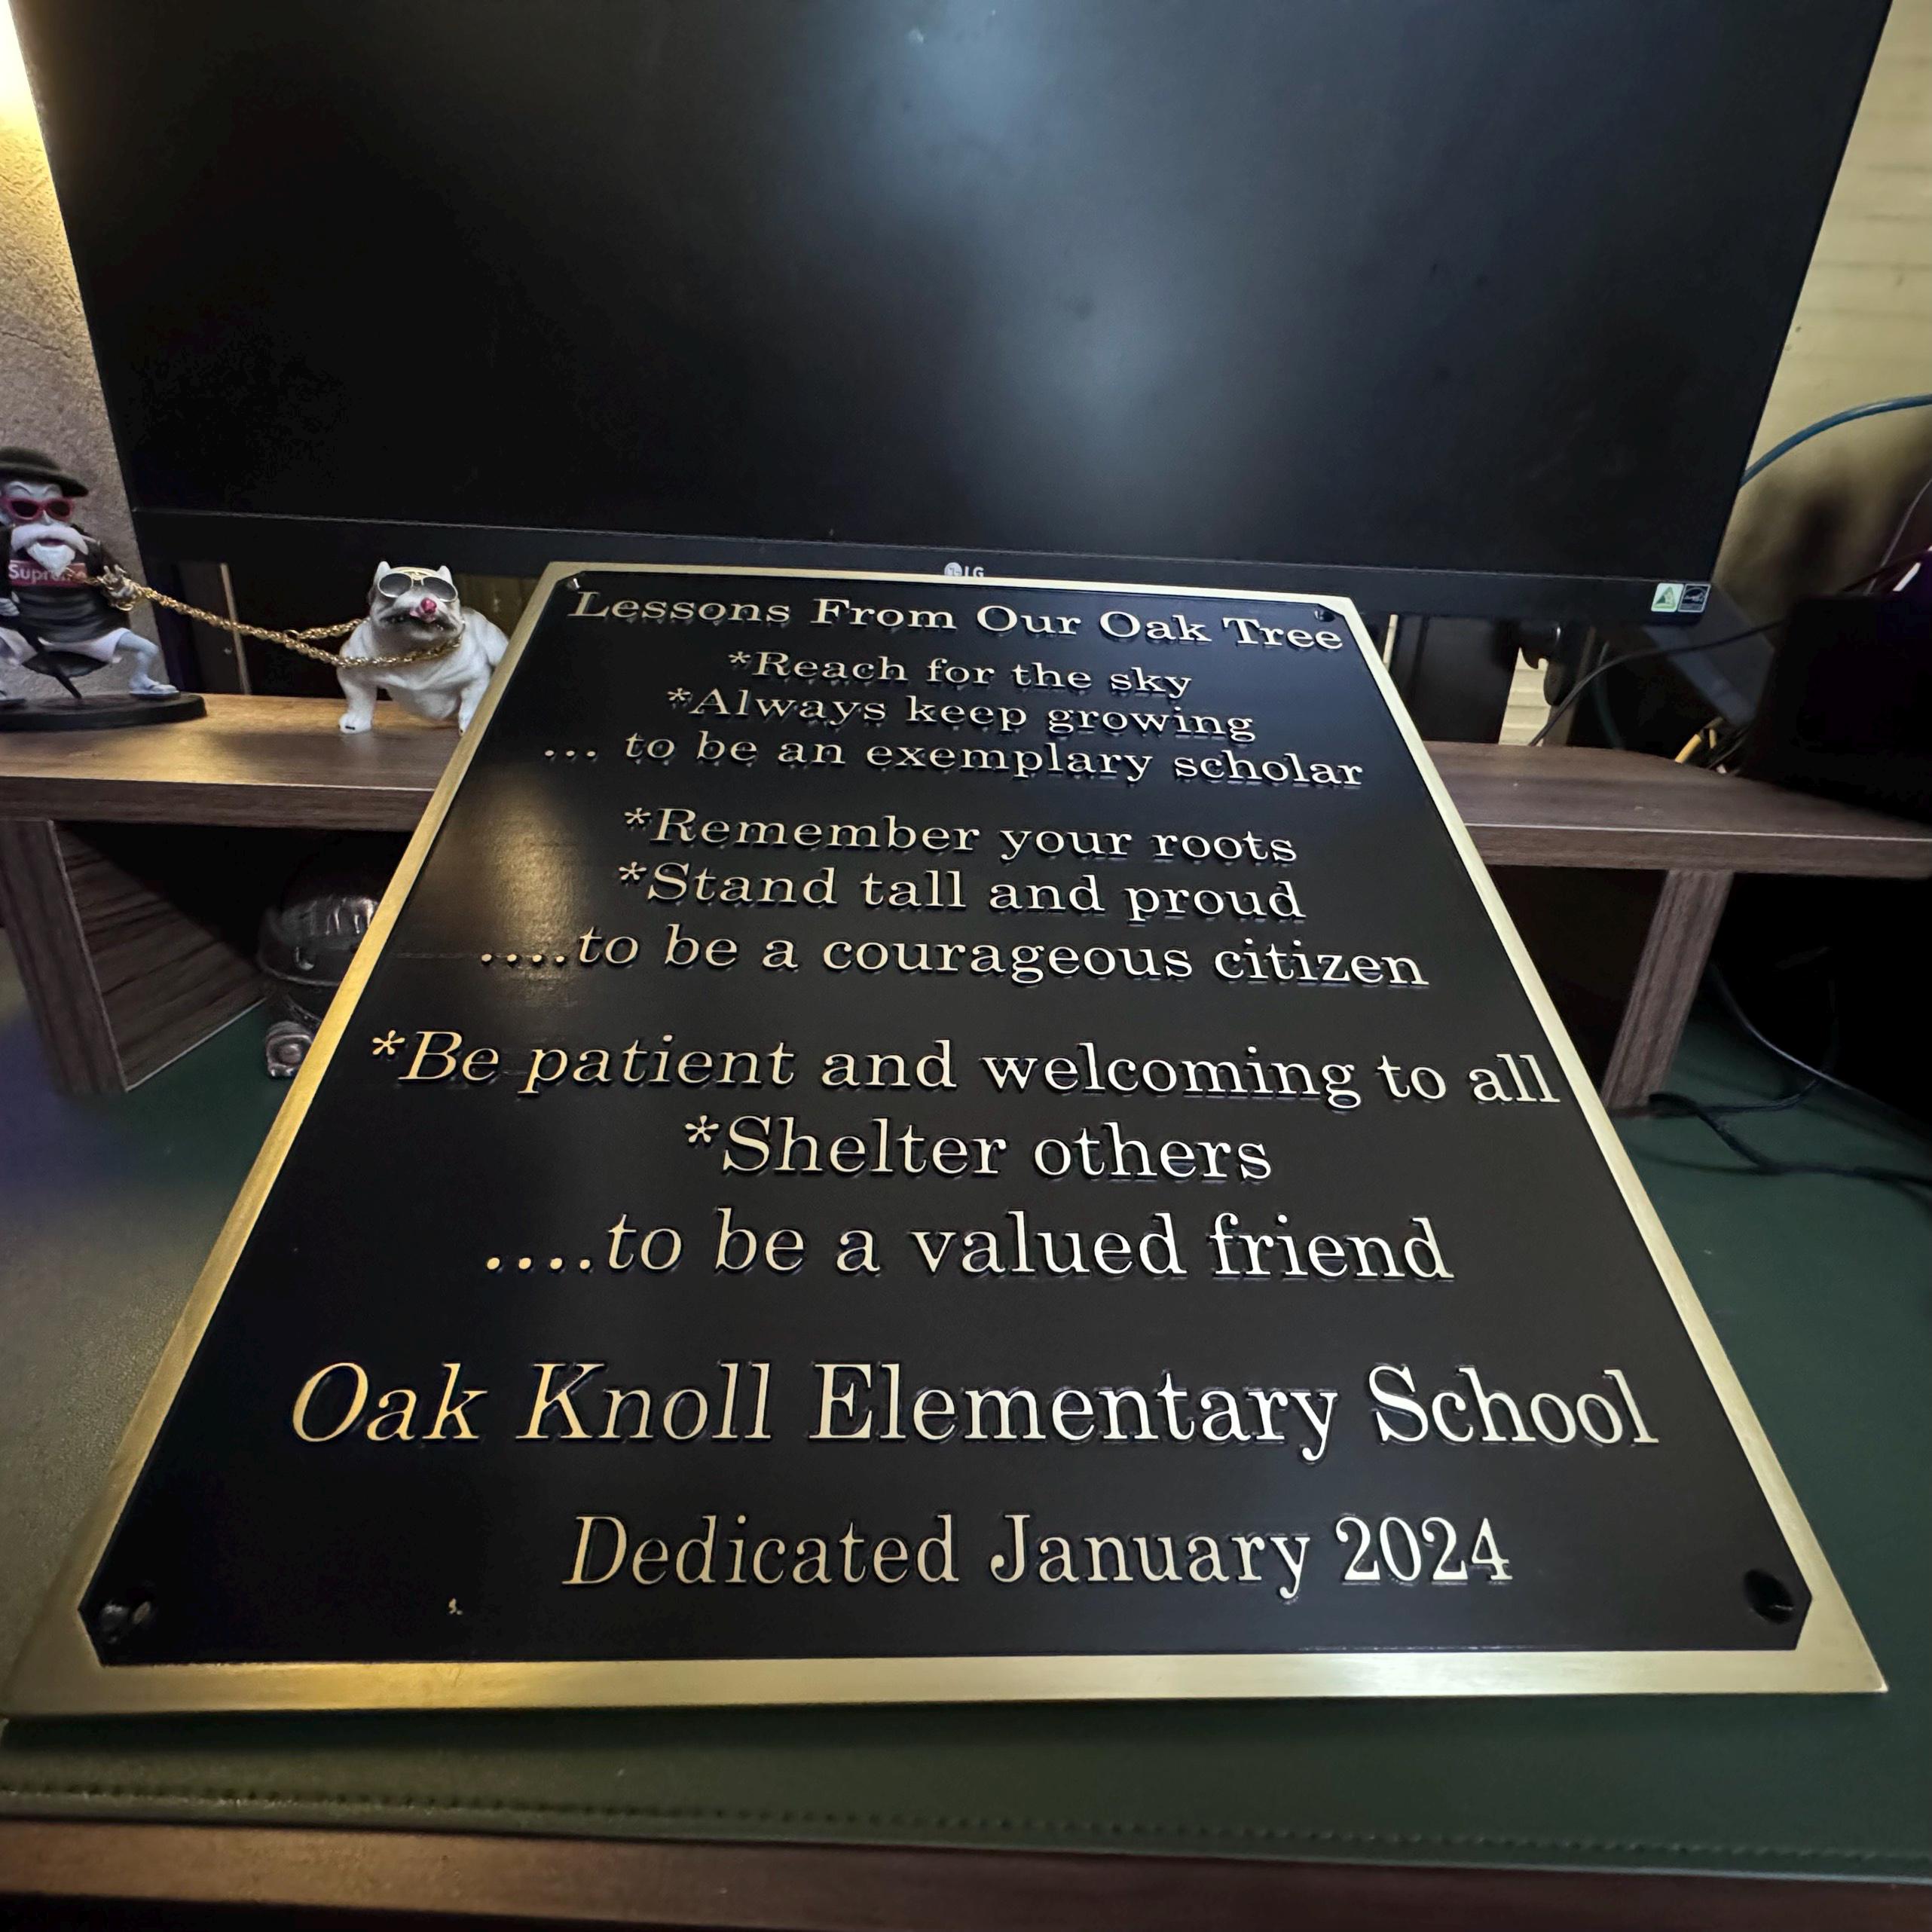 Supreme
LG
Lessons From Our Oak Tree
*Reach for the sky
*Always keep growing
... to be an exemplary scholar
*Remember your roots
*Stand tall and proud
....to be a courageous citizen
*Be patient and welcoming to all
*Shelter others
....to be a valued friend
Oak Knoll Elementary School
Dedicated January 2024